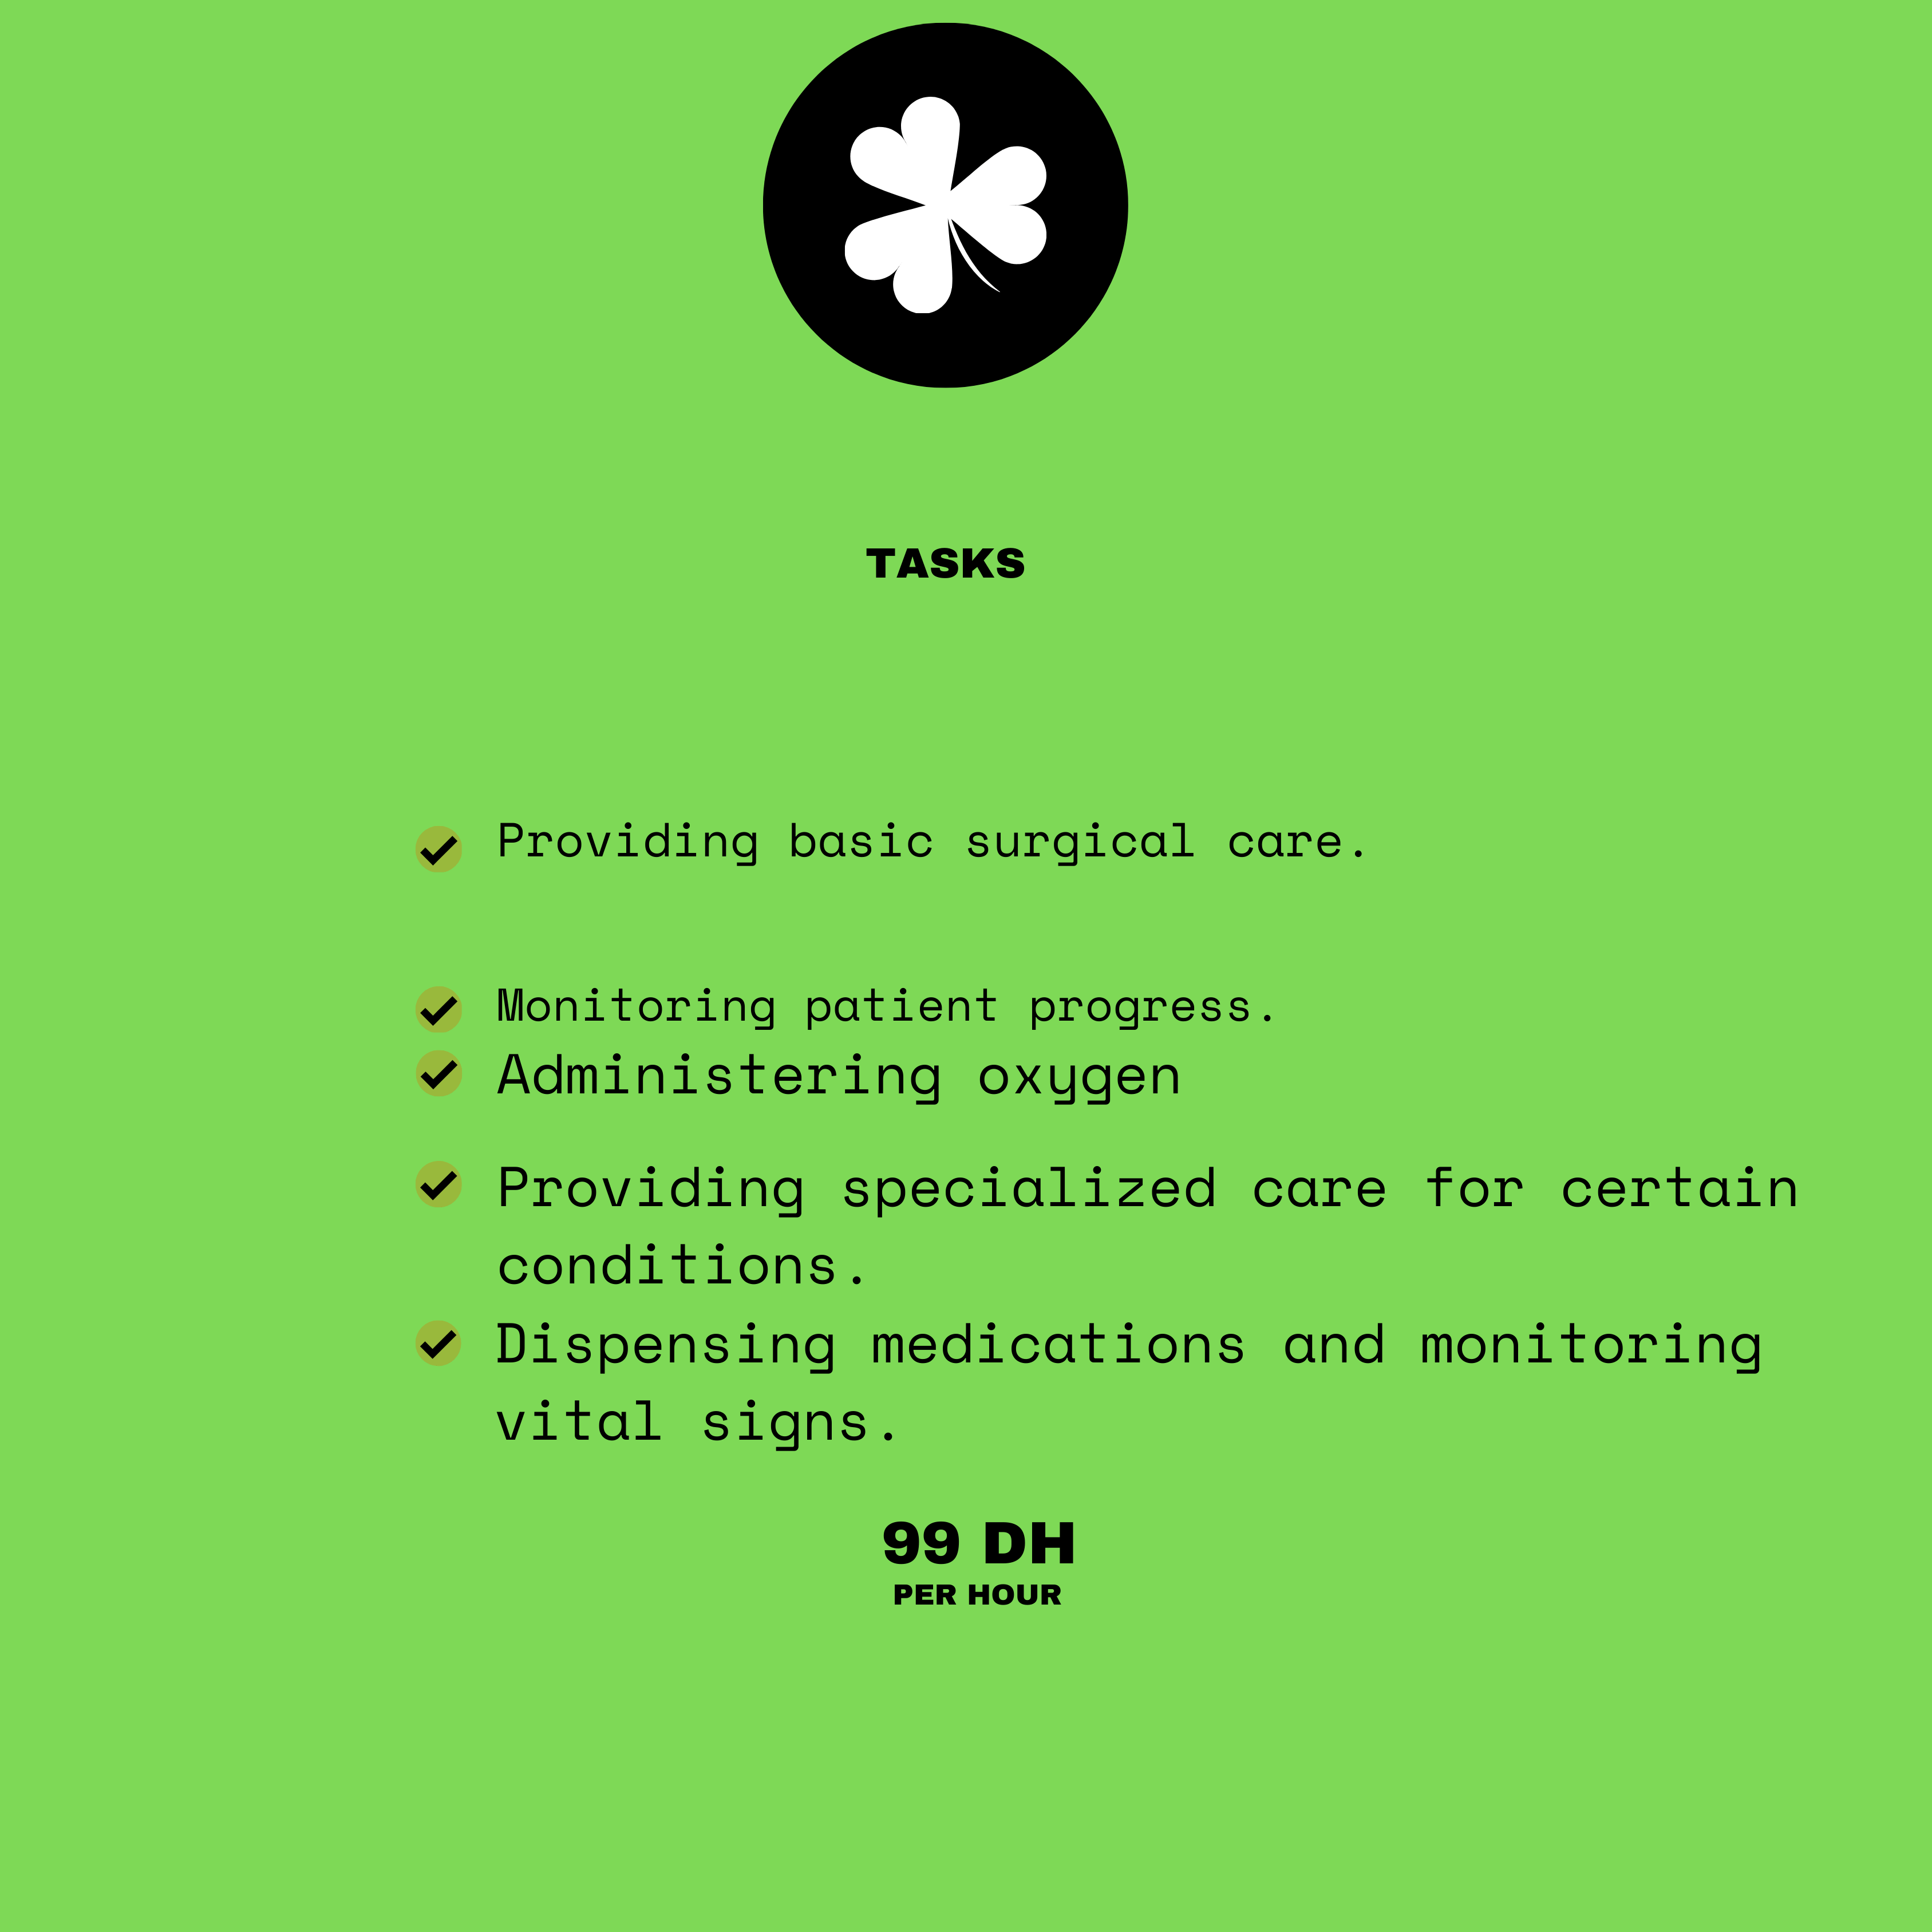 TASKS
Providing basic surgical care.
Monitoring patient progress.
Administering oxygen
Providing specialized care for certain
conditions.
Dispensing medications and monitoring
vital signs.
99 DH
PER HOUR